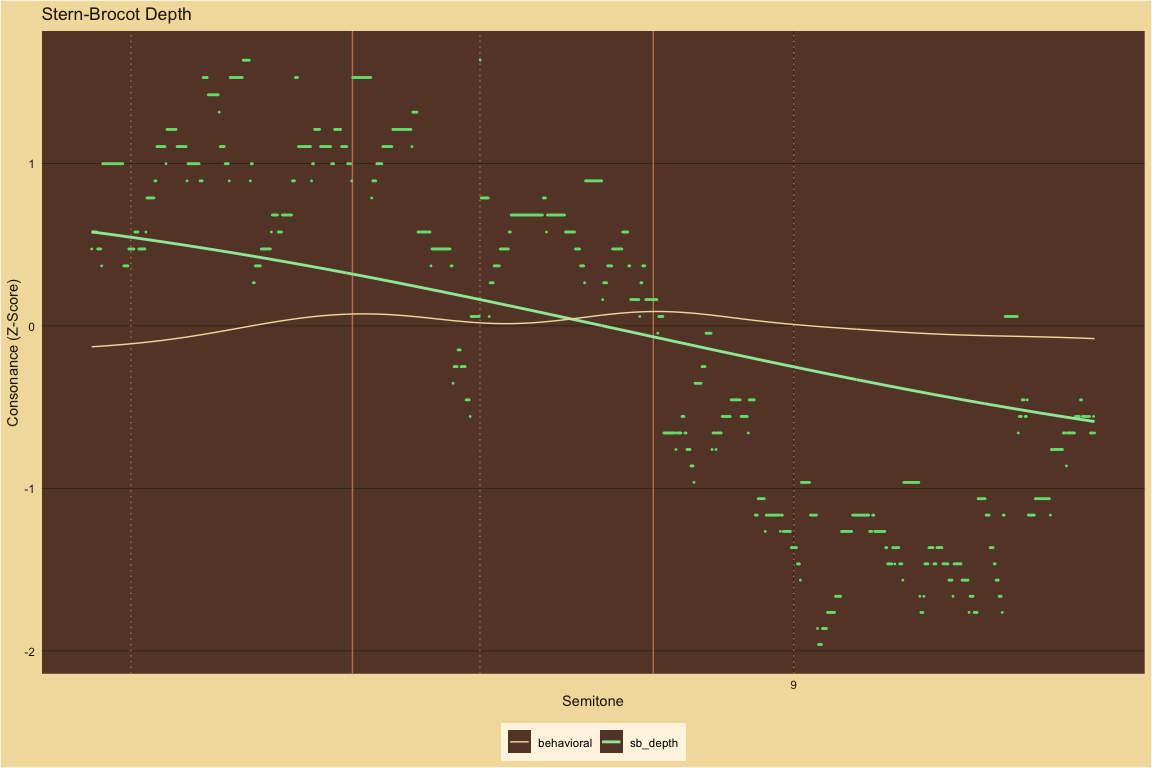 Stern-Brocot Depth
Consonance (Z-Score)
1
0
-1
-2
9
Semitone
behavioral sb_depth